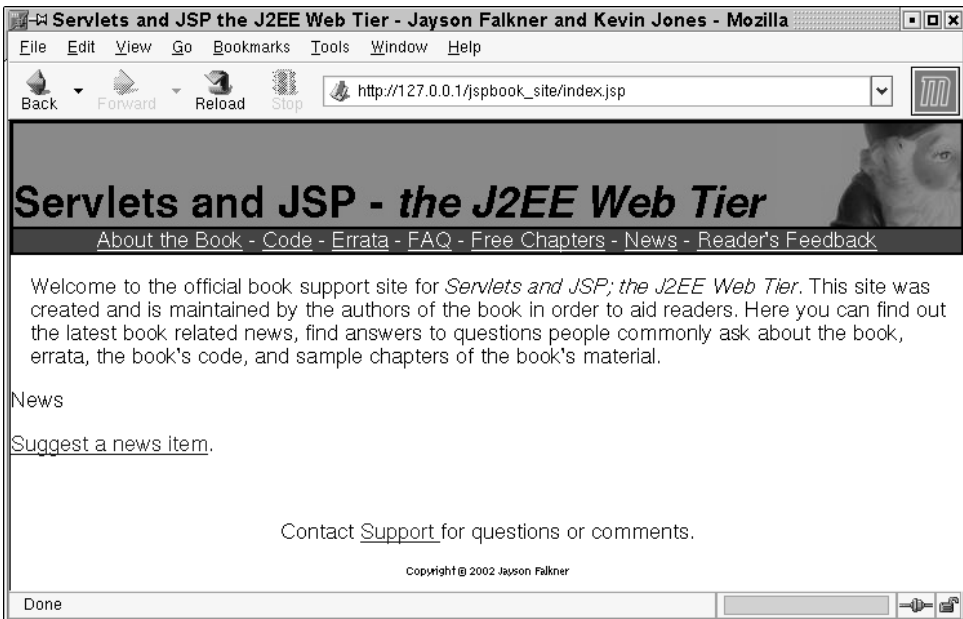 Servlets and JSP the J2EE Web Tier - Jayson Falkner and Kevin Jones - Mozilla
File Edit View Go Bookmarks Tools Window Help
Back Forward Reload Stop http://127.0.0.1/jspbook_site/index.jsp
Servlets and JSP - the J2EE Web Tier
About the Book - Code - Errata - FAQ - Free Chapters - News - Reader's Feedback
Welcome to the official book support site for Servlets and JSP; the J2EE Web Tier. This site was
created and is maintained by the authors of the book in order to aid readers. Here you can find out
the latest book related news, find answers to questions people commonly ask about the book,
errata, the book's code, and sample chapters of the book's material.
News
Suggest a news item.
Contact Support for questions or comments.
Copyright © 2002 Jayson Falkner
Done